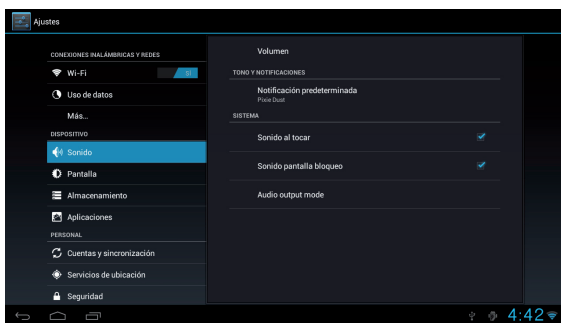 Ajustes
CONEXIONES INALÁMBRICAS Y REDES
Wi-Fi
SÍ
Uso de datos
Más...
DISPOSITIVO
Sonido
Pantalla
Almacenamiento
Aplicaciones
PERSONAL
Cuentas y sincronización
Servicios de ubicación
Seguridad
Volumen
TONO Y NOTIFICACIONES
Notificación predeterminada
Pixie Dust
SISTEMA
Sonido al tocar
Sonido pantalla bloqueo
Audio output mode
4:42